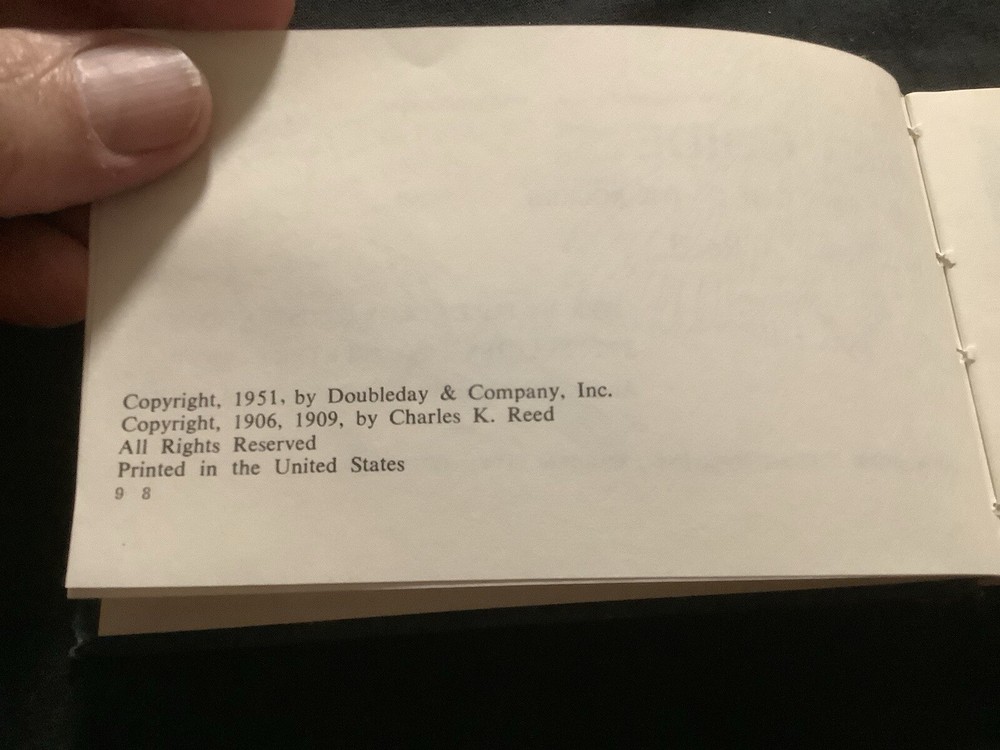 Copyright, 1951, by Doubleday & Company, Inc.
Copyright, 1906, 1909, by Charles K. Reed
All Rights Reserved
Printed in the United States
9 8